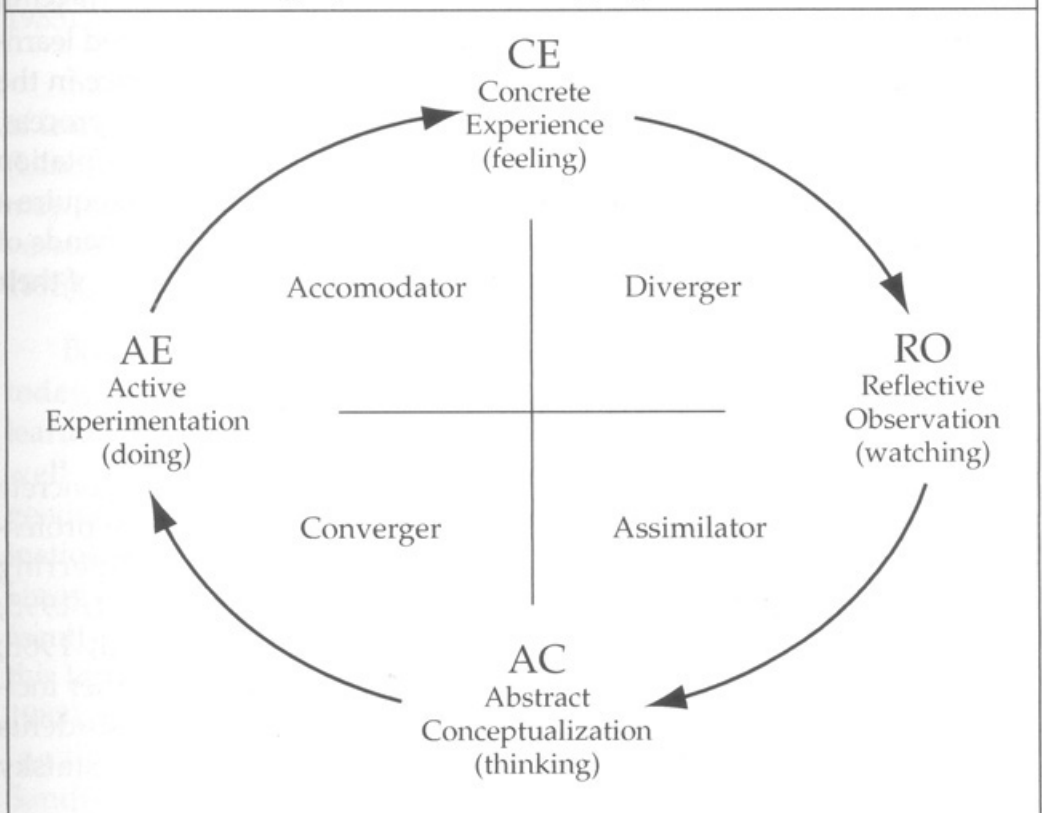 CE
Concrete
Experience
(feeling)
Accomodator
Diverger
AE
Active
Experimentation
(doing)
RO
Reflective
Observation
(watching)
Converger
Assimilator
AC
Abstract
Conceptualization
(thinking)